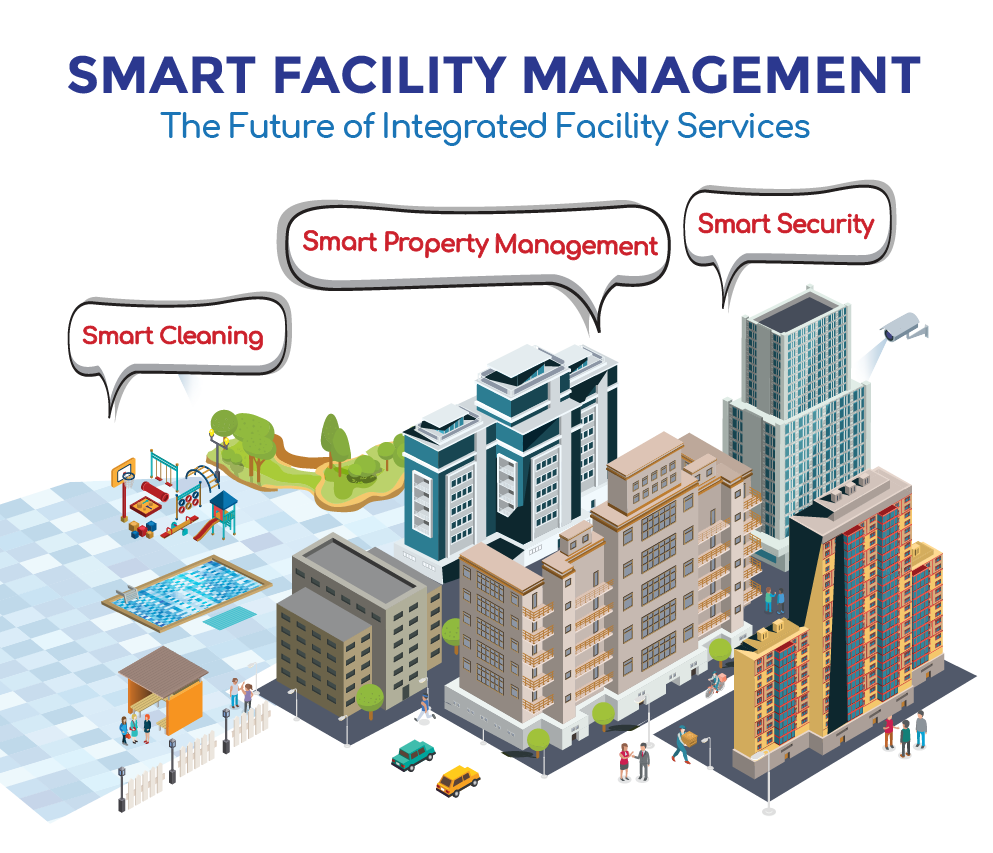 SMART FACILITY MANAGEMENT
The Future of Integrated Facility Services
Smart Property Management
Smart Security
Smart Cleaning